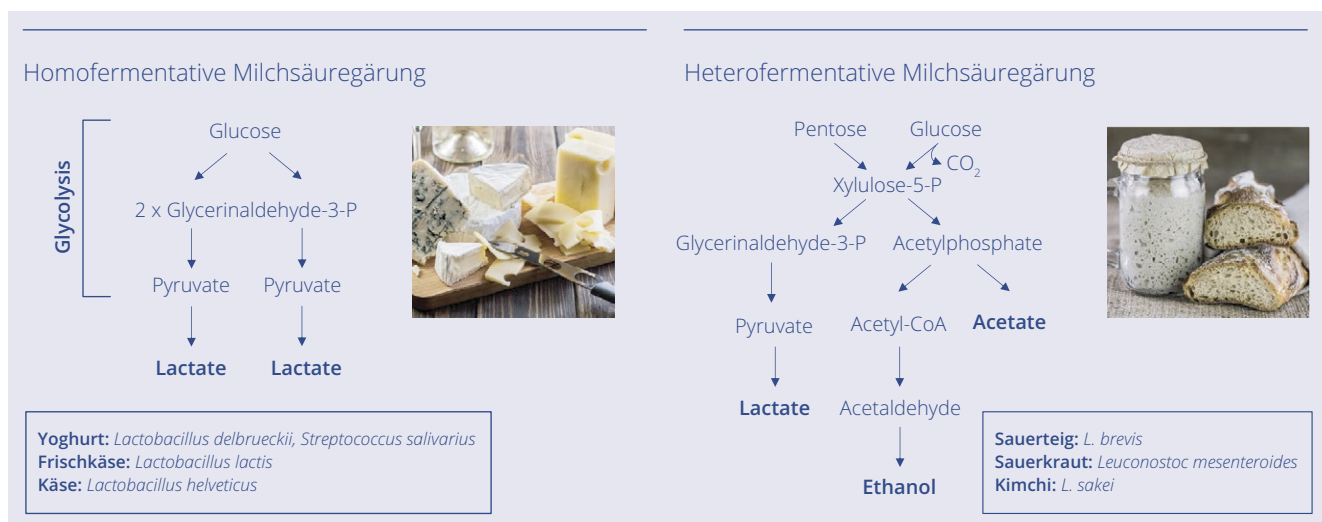 Homofermentative Milchsäuregärung
Glycolysis
Glucose
2 x Glycerinaldehyde-3-P
Pyruvate Pyruvate
Lactate Lactate
Yoghurt: Lactobacillus delbrueckii, Streptococcus salivarius
Frischkäse: Lactobacillus lactis
Käse: Lactobacillus helveticus
Heterofermentative Milchsäuregärung
Pentose Glucose
CO2
Xylulose-5-P
Glycerinaldehyde-3-P Acetylphosphate
Pyruvate Acetyl-CoA Acetate
Lactate Acetaldehyde
Ethanol
Sauerteig: L. brevis
Sauerkraut: Leuconostoc mesenteroides
Kimchi: L. sakei